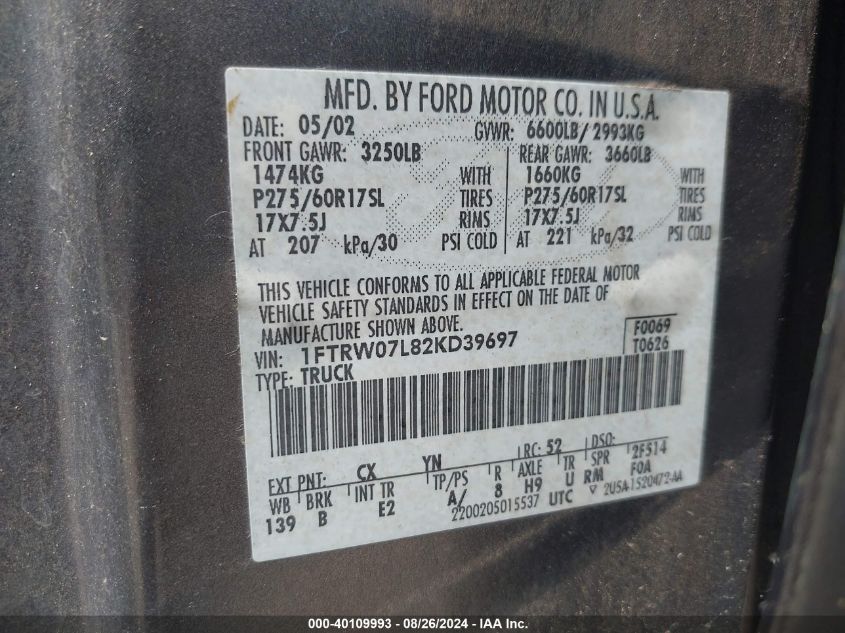 MFD. BY FORD MOTOR CO. IN U.S.A.
DATE: 05/02 GVWR: 6600LB/ 2993KG
FRONT GAWR: 3250LB REAR GAWR: 3660LB
1474KG WITH 1660KG WITH
P275/60R17SL TIRES P275/60R17SL TIRES
17X7.5J RIMS 17X7.5J RIMS
AT 207 kPa/30 PSI COLD AT 221 kPa/32 PSI COLD
THIS VEHICLE CONFORMS TO ALL APPLICABLE FEDERAL MOTOR
VEHICLE SAFETY STANDARDS IN EFFECT ON THE DATE OF
MANUFACTURE SHOWN ABOVE.
VIN: 1FTRW07L82KD39697 F0069
TYPE: TRUCK T0626
EXT PNT: CX YN RC: 52 DSO: 2F514
WB BRK INT TR TP/PS R AXLE TR SPR F0A
139 B E2 A/ 8 H9 U RM
2200205015537 UTC ▽ 2U5A-1520472-AA
000-40109993 - 08/26/2024 - IAA Inc.